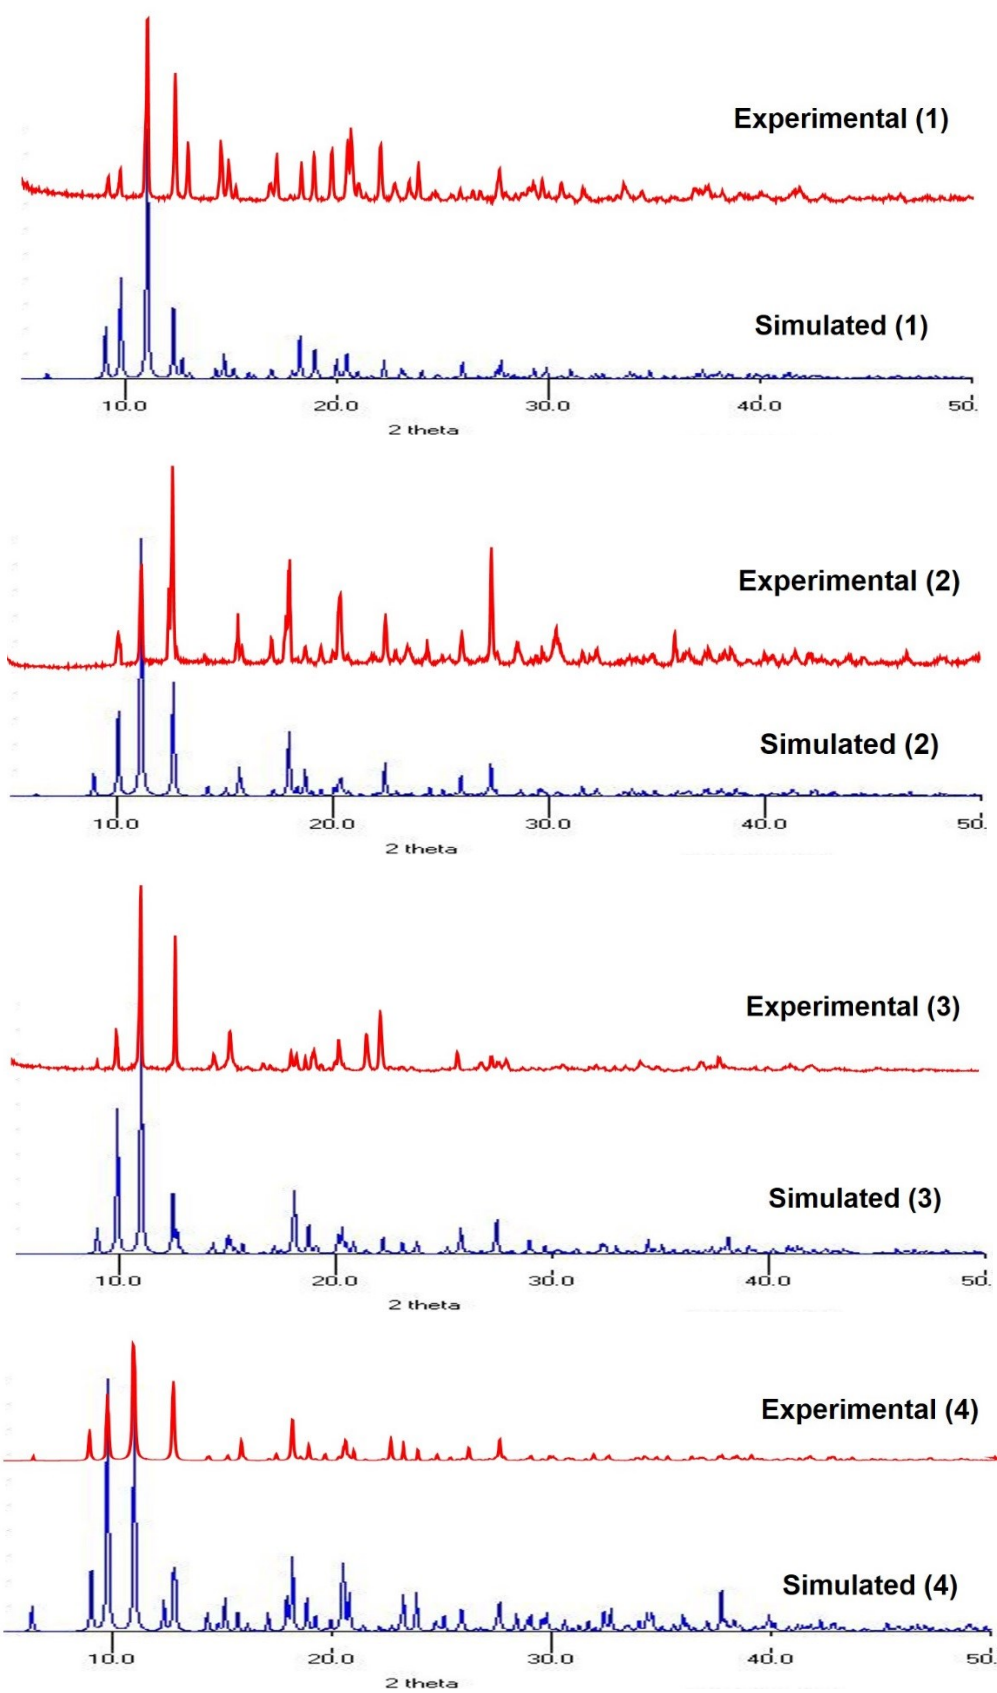 Experimental (1)
Simulated (1)
10.0 20.0 30.0 40.0 50.
2 theta
Experimental (2)
Simulated (2)
10.0 20.0 30.0 40.0 50.
2 theta
Experimental (3)
Simulated (3)
10.0 20.0 30.0 40.0 50.
2 theta
Experimental (4)
Simulated (4)
10.0 20.0 30.0 40.0 50.
2 theta